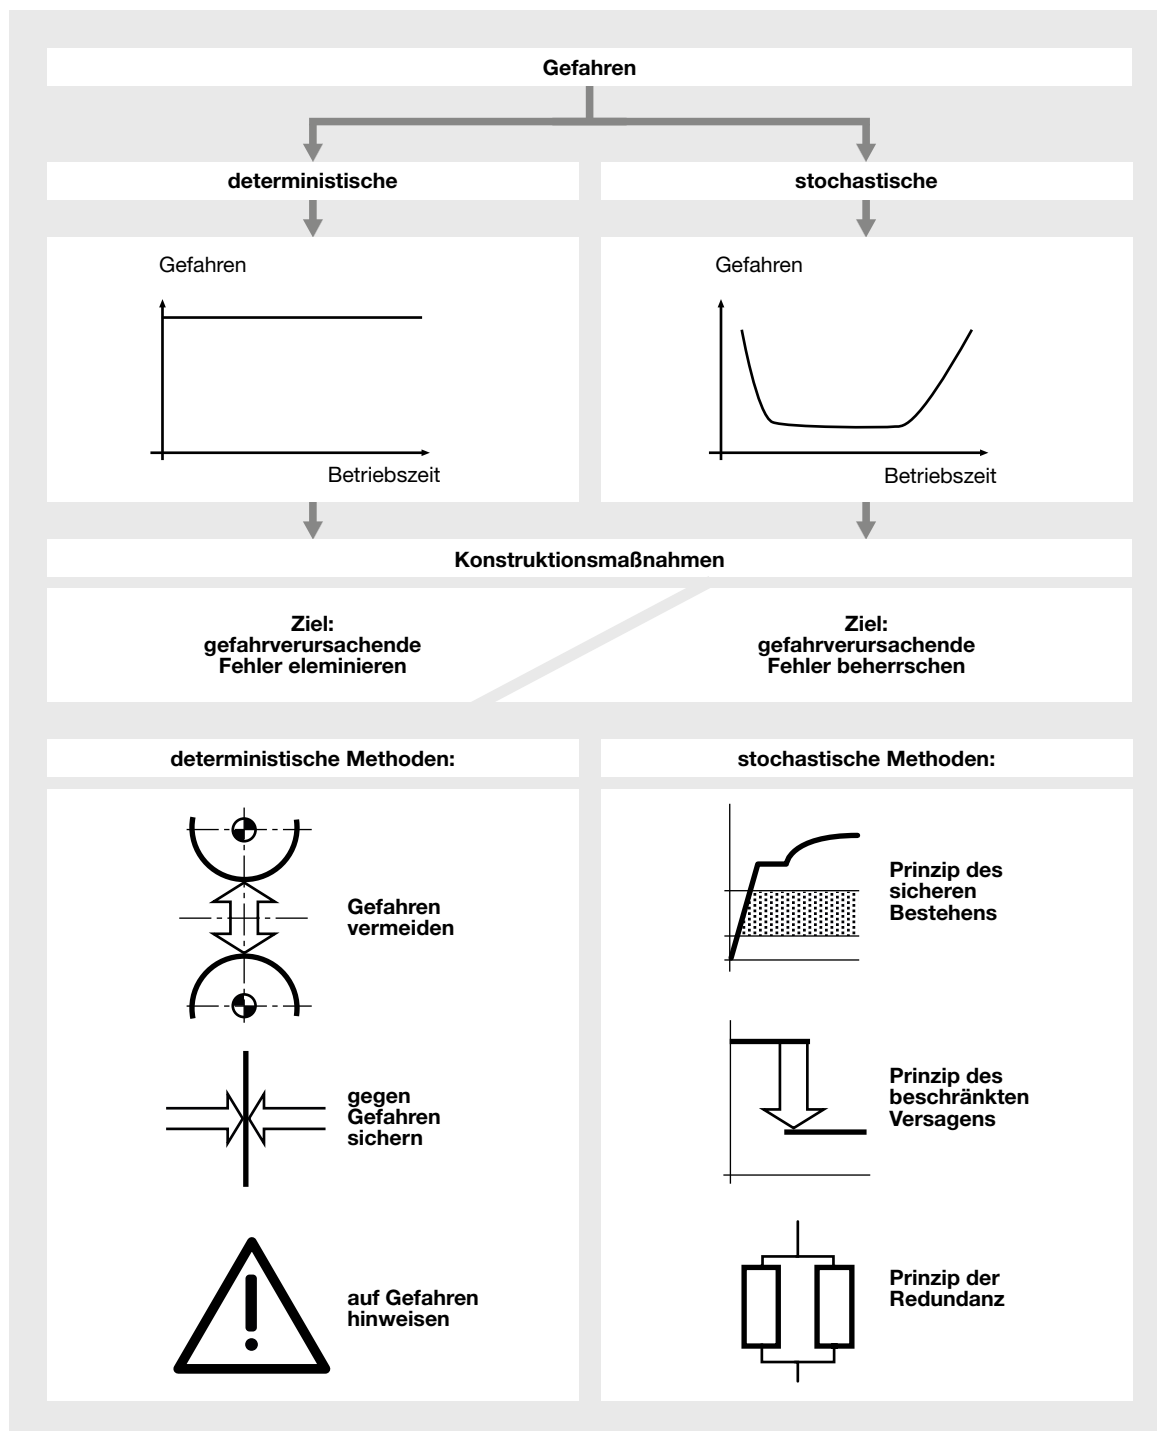 Gefahren
deterministische
stochastische
Gefahren
Betriebszeit
Gefahren
Betriebszeit
Konstruktionsmaßnahmen
Ziel:
gefahrverursachende
Fehler eleminieren
Ziel:
gefahrverursachende
Fehler beherrschen
deterministische Methoden:
stochastische Methoden:
Gefahren
vermeiden
gegen
Gefahren
sichern
auf Gefahren
hinweisen
Prinzip des
sicheren
Bestehens
Prinzip des
beschränkten
Versagens
Prinzip der
Redundanz